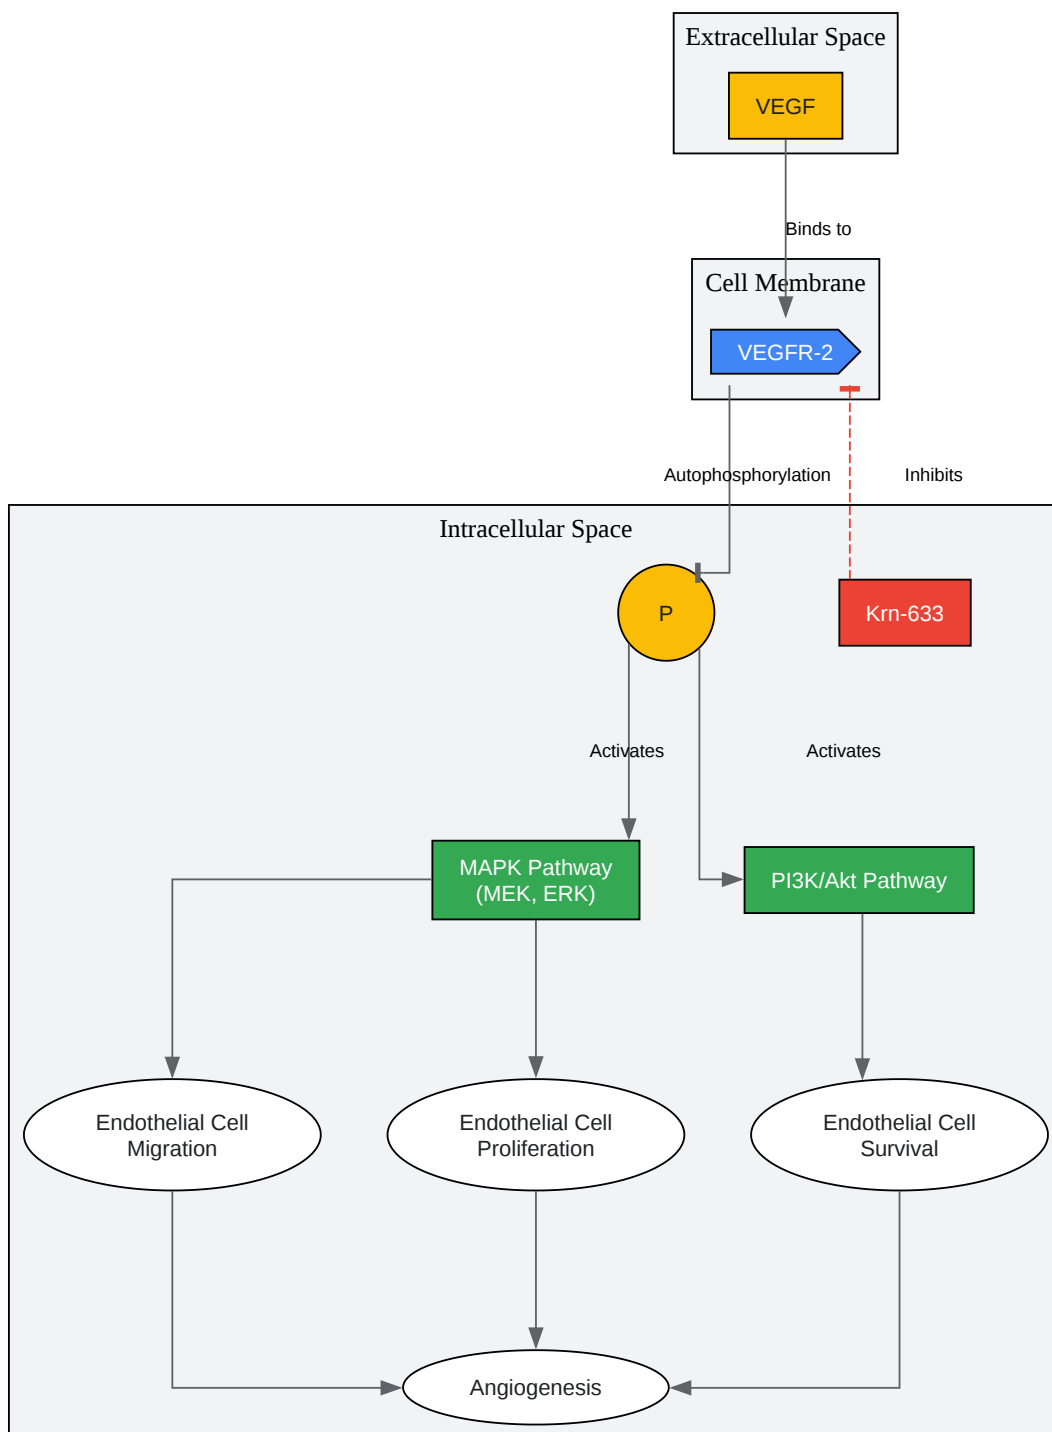 Extracellular Space
VEGF
Binds to
Cell Membrane
VEGFR-2
Autophosphorylation
Inhibits
Intracellular Space
P
Krn-633
Activates
Activates
MAPK Pathway
(MEK, ERK)
PI3K/Akt Pathway
Endothelial Cell
Migration
Endothelial Cell
Proliferation
Endothelial Cell
Survival
Angiogenesis